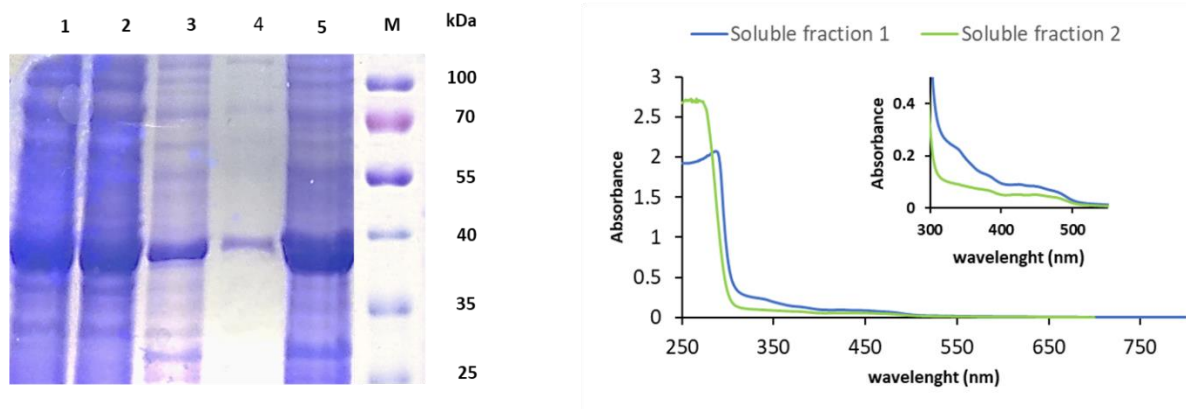 1 2 3 4 5 M kDa
100
70
55
40
35
25
Soluble fraction 1 Soluble fraction 2
Absorbance
3
2.5
2
1.5
1
0.5
0
250 350 450 550 650 750
wavelenght (nm)
Absorbance
0.4
0.2
0
300 400 500
wavelenght (nm)